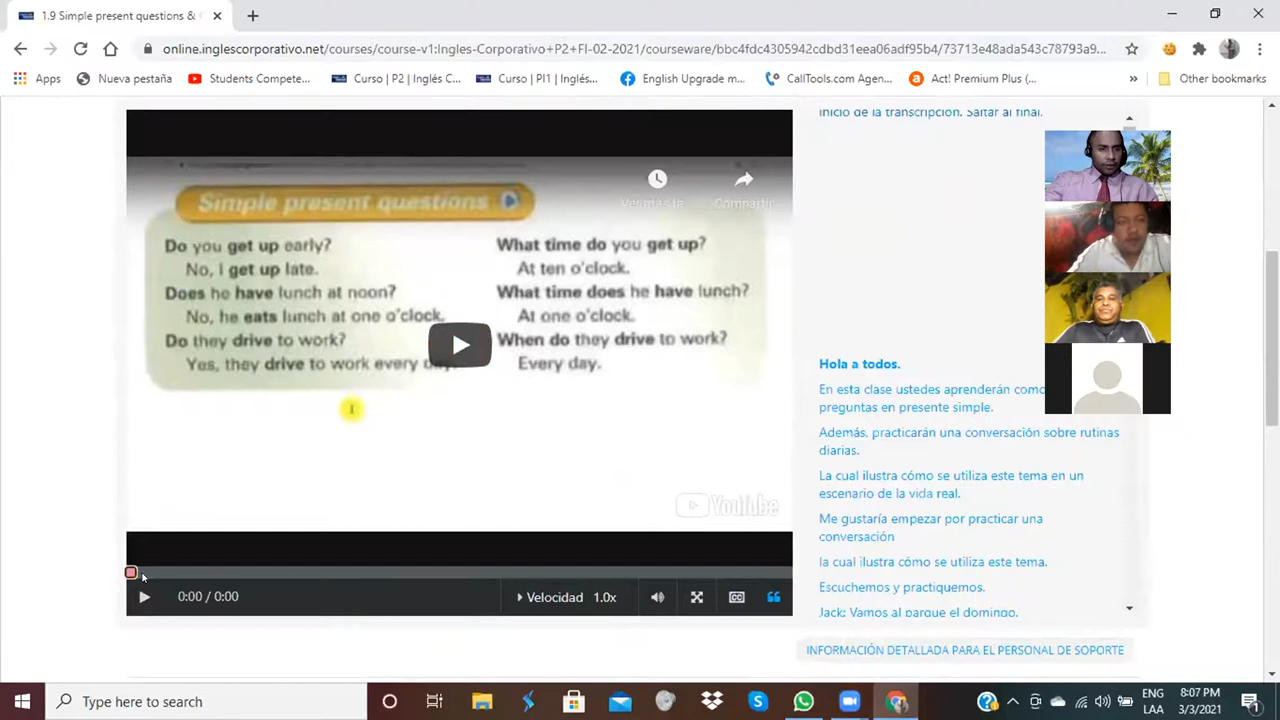 1.9 Simple present questions &
online.inglescorporativo.net/courses/course-v1:Ingles-Corporativo+P2+FI-02-2021/courseware/bbc4fdc4305942cdbd31eea06adf95b4/73713e48ada543c78793a9...
Apps
Nueva pestaña
Students Compete...
Curso | P2 | Inglés C...
Curso | PI1 | Inglés...
English Upgrade m...
CallTools.com Agen...
Act! Premium Plus (...
»
Other bookmarks
Simple present questions
Do you get up early?
No, I get up late.
Does he have lunch at noon?
No, he eats lunch at one o'clock.
Do they drive to work?
Yes, they drive to work every day.
What time do you get up?
At ten o'clock.
What time does he have lunch?
At one o'clock.
When do they drive to work?
Every day.
Compartir
YouTube
0:00 / 0:00
Velocidad 1.0x
Inicio de la transcripción. Saltar al final.
Hola a todos.
En esta clase ustedes aprenderán como
preguntas en presente simple.
Además, practicarán una conversación sobre rutinas
diarias.
La cual ilustra cómo se utiliza este tema en un
escenario de la vida real.
Me gustaría empezar por practicar una
conversación
la cual ilustra cómo se utiliza este tema.
Escuchemos y practiquemos.
Jack: Vamos al parque el domingo.
INFORMACIÓN DETALLADA PARA EL PERSONAL DE SOPORTE
Type here to search
ENG
LAA
8:07 PM
3/3/2021
1